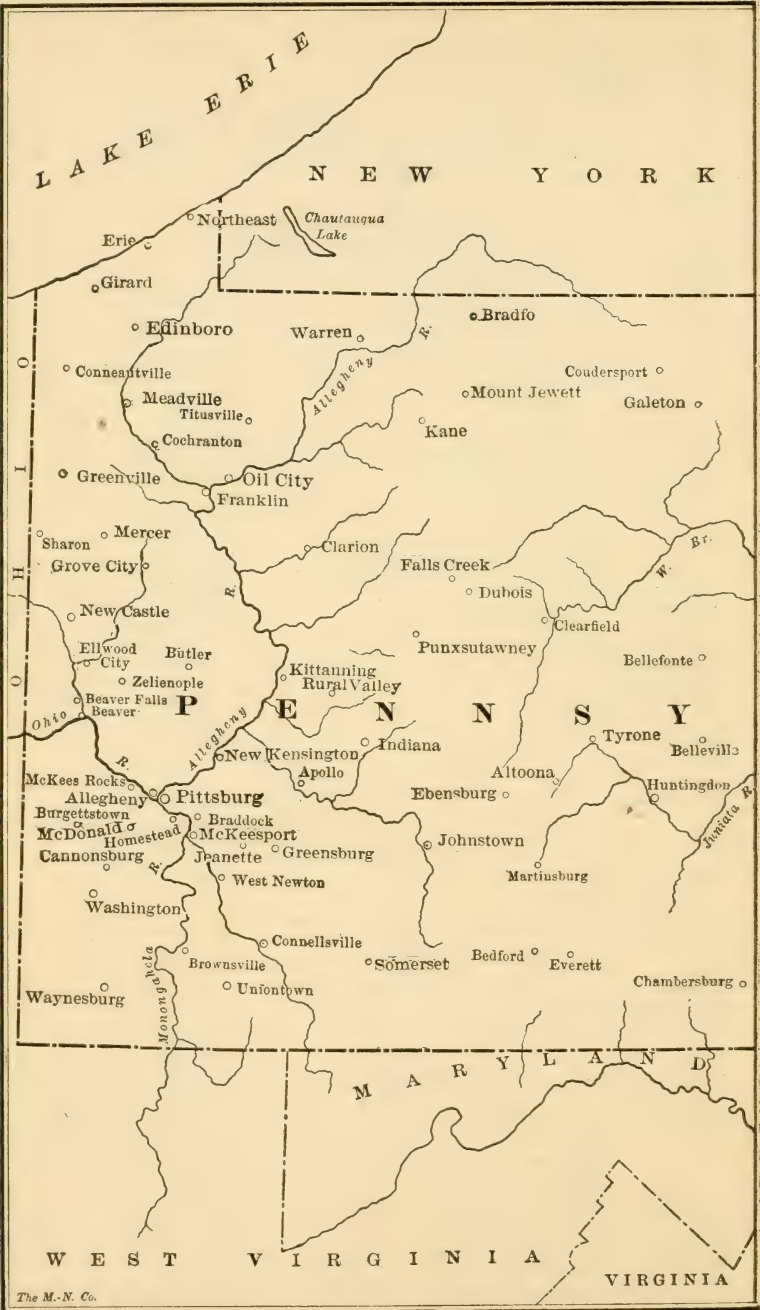 LAKE ERIE
NEW YORK
Northeast
Chautauqua
Lake
Erie
Girard
Edinboro
Warren
R.
Bradfo
Allegheny
Conneautville
Coudersport
Meadville
Mount Jewett
Galeton
Titusville
Kane
Cochranton
Greenville
Oil City
Franklin
OHIO
Sharon
Mercer
Clarion
W. Br.
Grove City
Falls Creek
R.
Dubois
New Castle
Clearfield
Ellwood
City
Butler
Punxsutawney
Bellefonte
Zelienople
Kittanning
Rural Valley
Beaver Falls
Beaver
PENNSY
Ohio
R.
Allegheny
New Kensington
Indiana
Tyrone
Belleville
McKees Rocks
Apollo
Altoona
Huntingdon
Allegheny
Pittsburg
Ebensburg
Juniata R.
Burgettstown
Braddock
McDonald
Homestead
McKeesport
Johnstown
Cannonsburg
Jeanette
Greensburg
R.
West Newton
Martinsburg
Washington
Connellsville
Monongahela
Brownsville
Somerset
Bedford
Everett
Waynesburg
Uniontown
Chambersburg
MARYLAND
WEST VIRGINIA
VIRGINIA
The M.-N. Co.